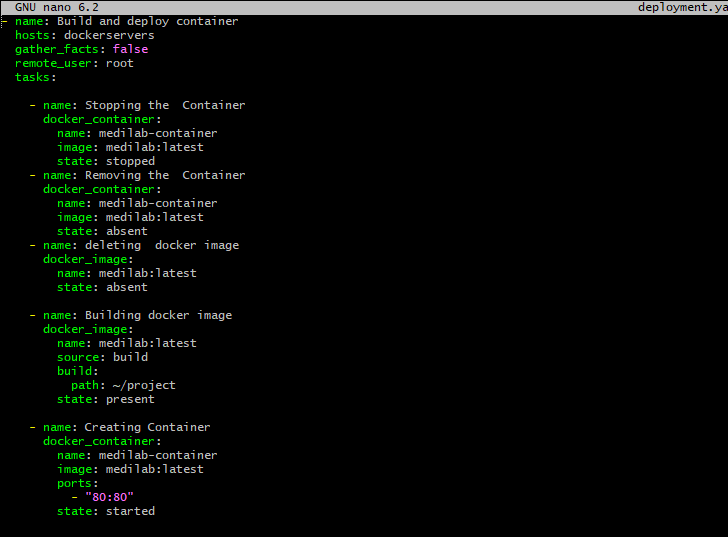 GNU nano 6.2 deployment.ya
- name: Build and deploy container
  hosts: dockerservers
  gather_facts: false
  remote_user: root
  tasks:

    - name: Stopping the  Container
      docker_container:
        name: medilab-container
        image: medilab:latest
        state: stopped
    - name: Removing the  Container
      docker_container:
        name: medilab-container
        image: medilab:latest
        state: absent
    - name: deleting  docker image
      docker_image:
        name: medilab:latest
        state: absent

    - name: Building docker image
      docker_image:
        name: medilab:latest
        source: build
        build:
          path: ~/project
        state: present

    - name: Creating Container
      docker_container:
        name: medilab-container
        image: medilab:latest
        ports:
          - "80:80"
        state: started